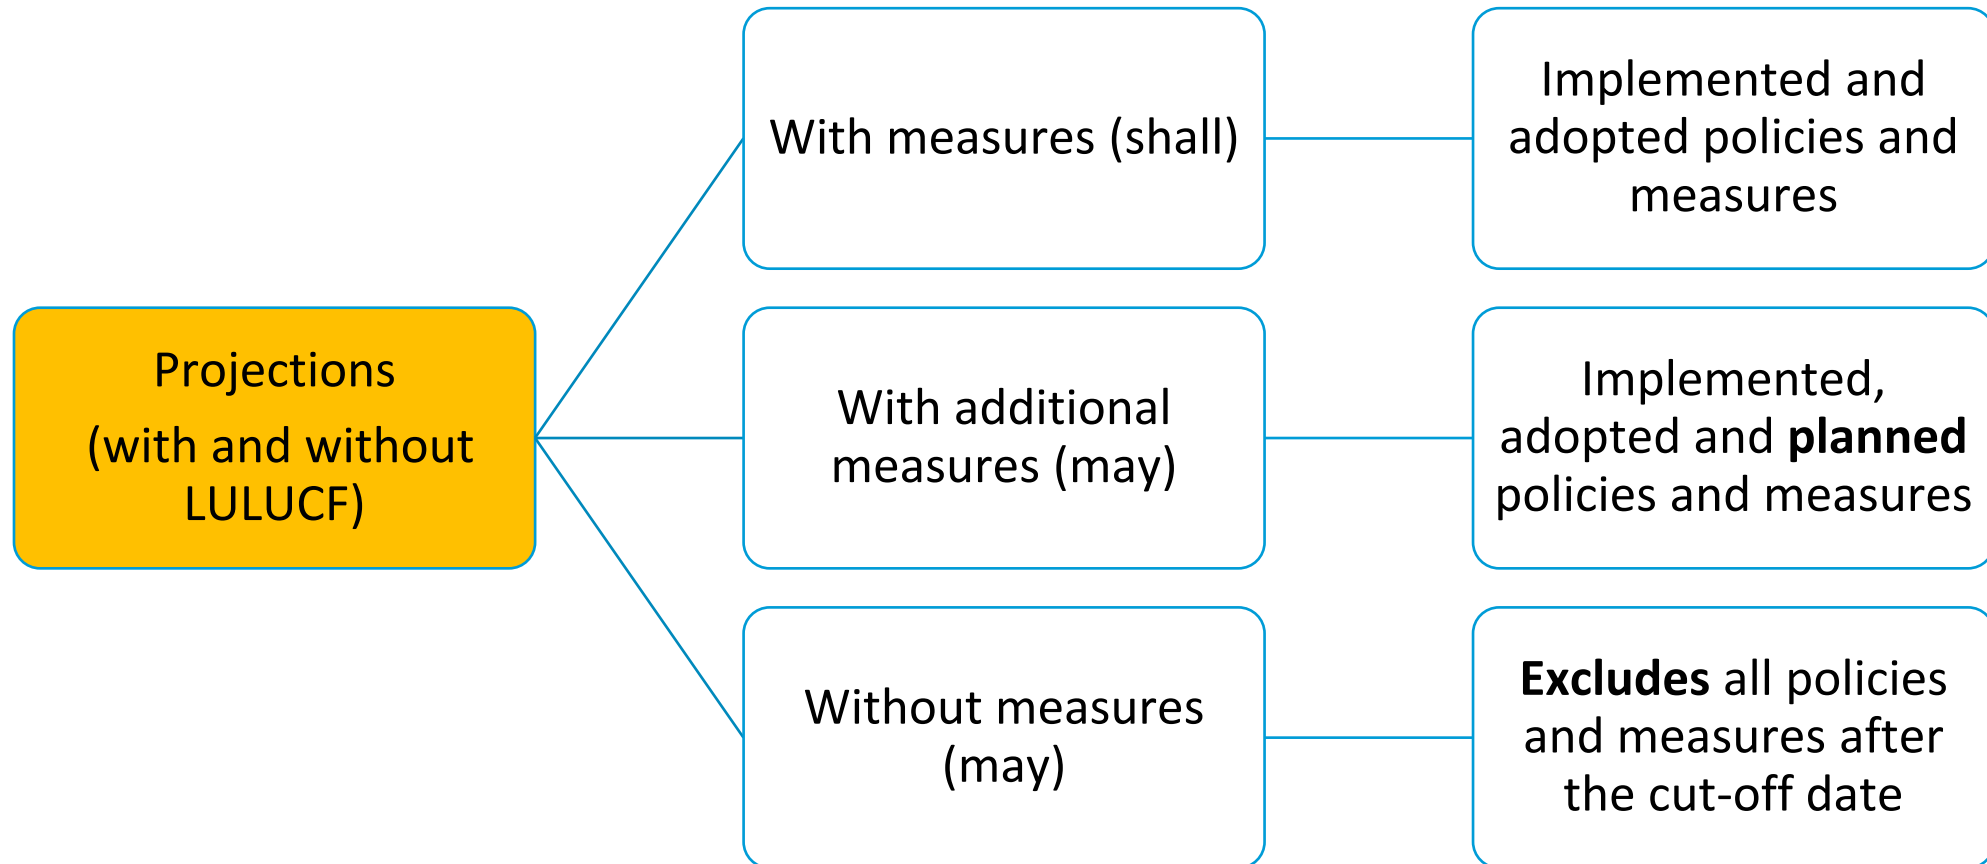 Projections
(with and without
LULUCF)
With measures (shall)
Implemented and
adopted policies and
measures
With additional
measures (may)
Implemented,
adopted and planned
policies and measures
Without measures
(may)
Excludes all policies
and measures after
the cut-off date